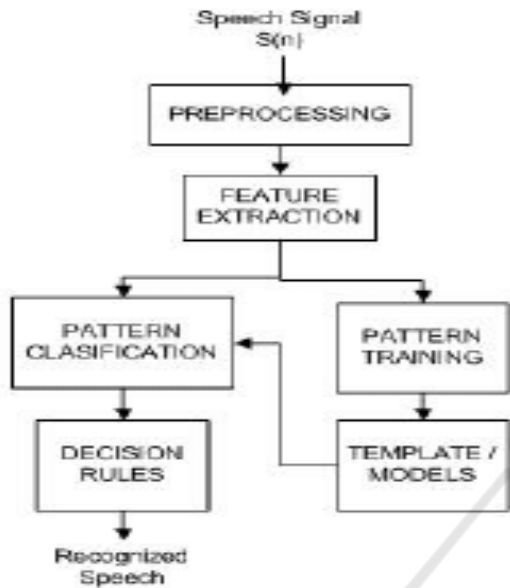 Speech Signal
S(n)
PREPROCESSING
FEATURE
EXTRACTION
PATTERN
CLASIFICATION
PATTERN
TRAINING
DECISION
RULES
TEMPLATE /
MODELS
Recognized
Speech